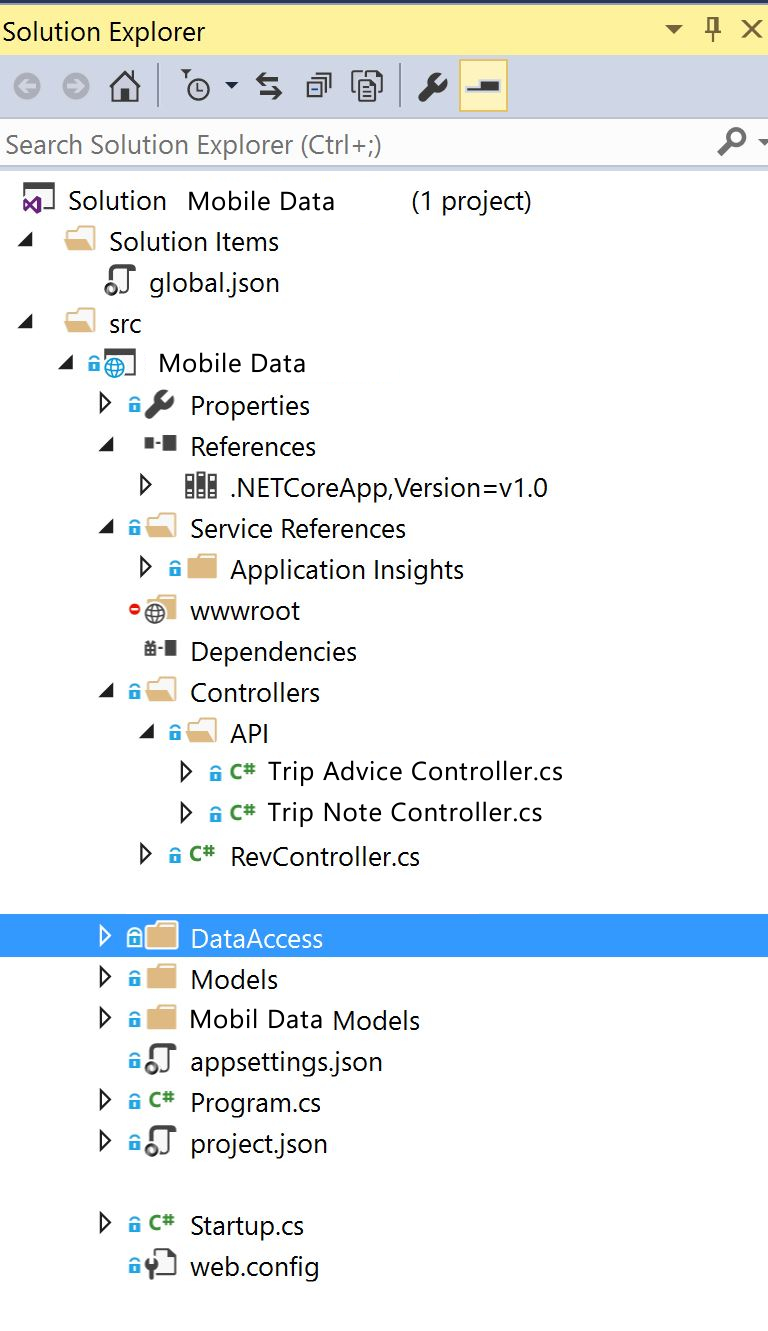 Solution Explorer
Search Solution Explorer (Ctrl+;)
Solution Mobile Data (1 project)
Solution Items
global.json
src
Mobile Data
Properties
References
.NETCoreApp,Version=v1.0
Service References
Application Insights
wwwroot
Dependencies
Controllers
API
C# Trip Advice Controller.cs
C# Trip Note Controller.cs
C# RevController.cs
DataAccess
Models
Mobil Data Models
appsettings.json
C# Program.cs
project.json
C# Startup.cs
web.config